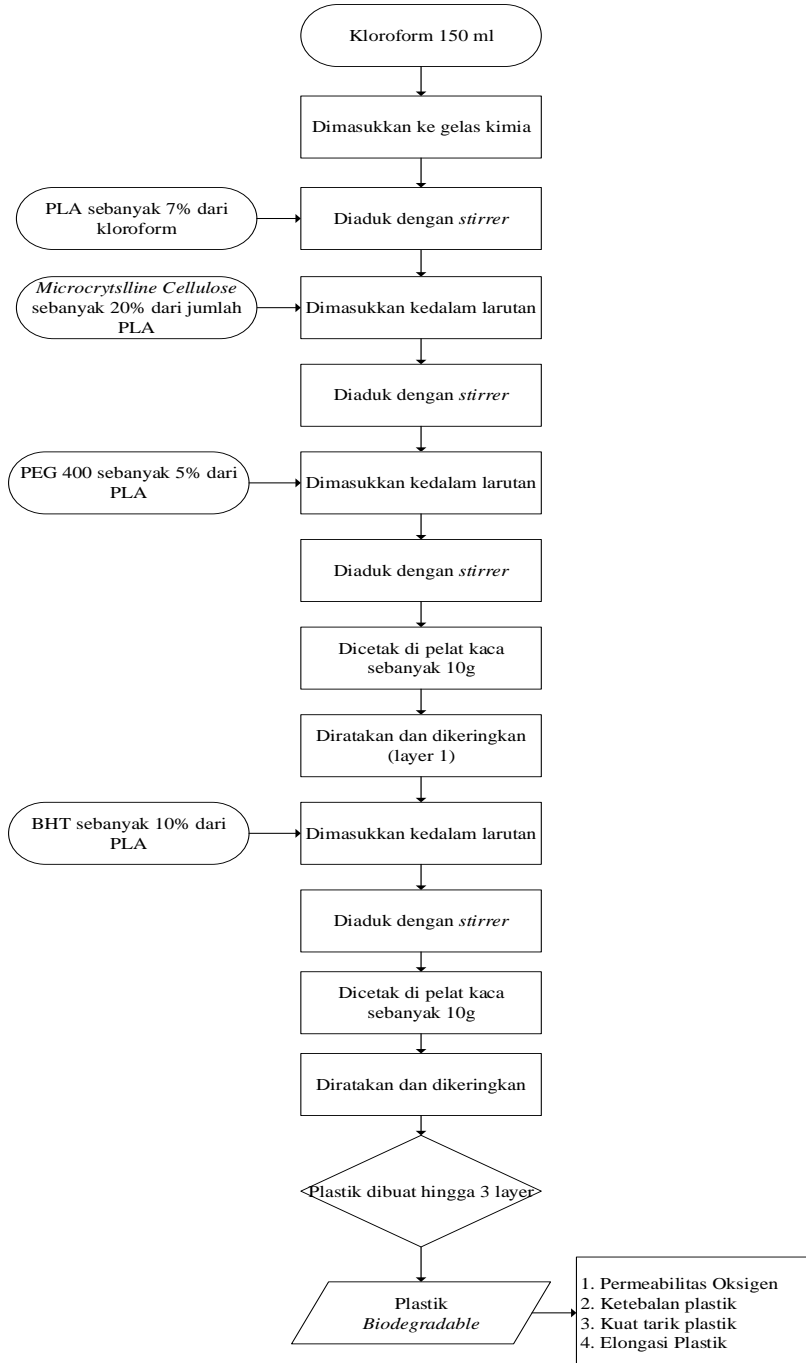 Kloroform 150 ml
Dimasukkan ke gelas kimia
PLA sebanyak 7% dari
kloroform
Diaduk dengan stirrer
Microcrytslline Cellulose
sebanyak 20% dari jumlah
PLA
Dimasukkan kedalam larutan
Diaduk dengan stirrer
PEG 400 sebanyak 5% dari
PLA
Dimasukkan kedalam larutan
Diaduk dengan stirrer
Dicetak di pelat kaca
sebanyak 10g
Diratakan dan dikeringkan
(layer 1)
BHT sebanyak 10% dari
PLA
Dimasukkan kedalam larutan
Diaduk dengan stirrer
Dicetak di pelat kaca
sebanyak 10g
Diratakan dan dikeringkan
Plastik dibuat hingga 3 layer
Plastik
Biodegradable
1. Permeabilitas Oksigen
2. Ketebalan plastik
3. Kuat tarik plastik
4. Elongasi Plastik